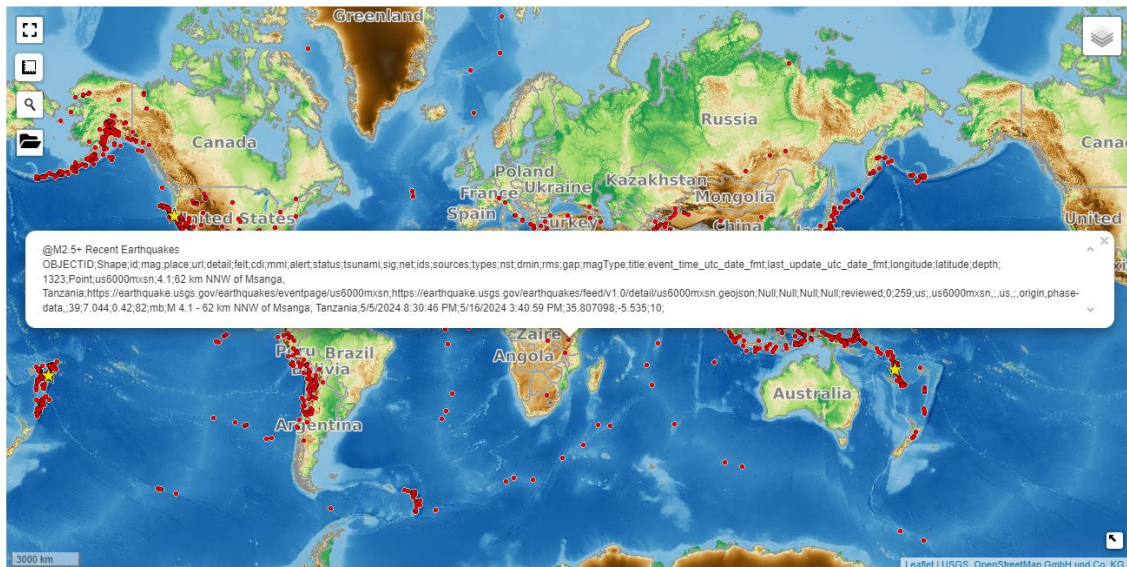 Greenland
Canada
Russia
Poland
France
Ukraine
Kazakhstan
Mongolia
United States
Spain
Turkey
China
United
@M2.5+ Recent Earthquakes
OBJECTID;Shape;id;mag;place;url;detail;felt;cdi;mmi;alert;status;tsunami;sig;net;ids;sources;types;nst;dmin;rms;gap;magType;title;event_time_utc_date_fmt;last_update_utc_date_fmt;longitude;latitude;depth;
1323;Point;us6000mxsn;4.1;62 km NNW of Msanga,
Tanzania;https://earthquake.usgs.gov/earthquakes/eventpage/us6000mxsn;https://earthquake.usgs.gov/earthquakes/feed/v1.0/detail/us6000mxsn.geojson;Null;Null;Null;Null;reviewed;0;259;us;,us6000mxsn,;,us,;,origin,phase-
data,;39;7.044;0.42;82;mb;M 4.1 - 62 km NNW of Msanga, Tanzania;5/5/2024 8:30:46 PM;5/16/2024 3:40:59 PM;35.807098;-5.535;10;
Zaire
Peru Brazil
Angola
Bolivia
Australia
Argentina
3000 km
Leaflet | USGS, OpenStreetMap GmbH und Co. KG